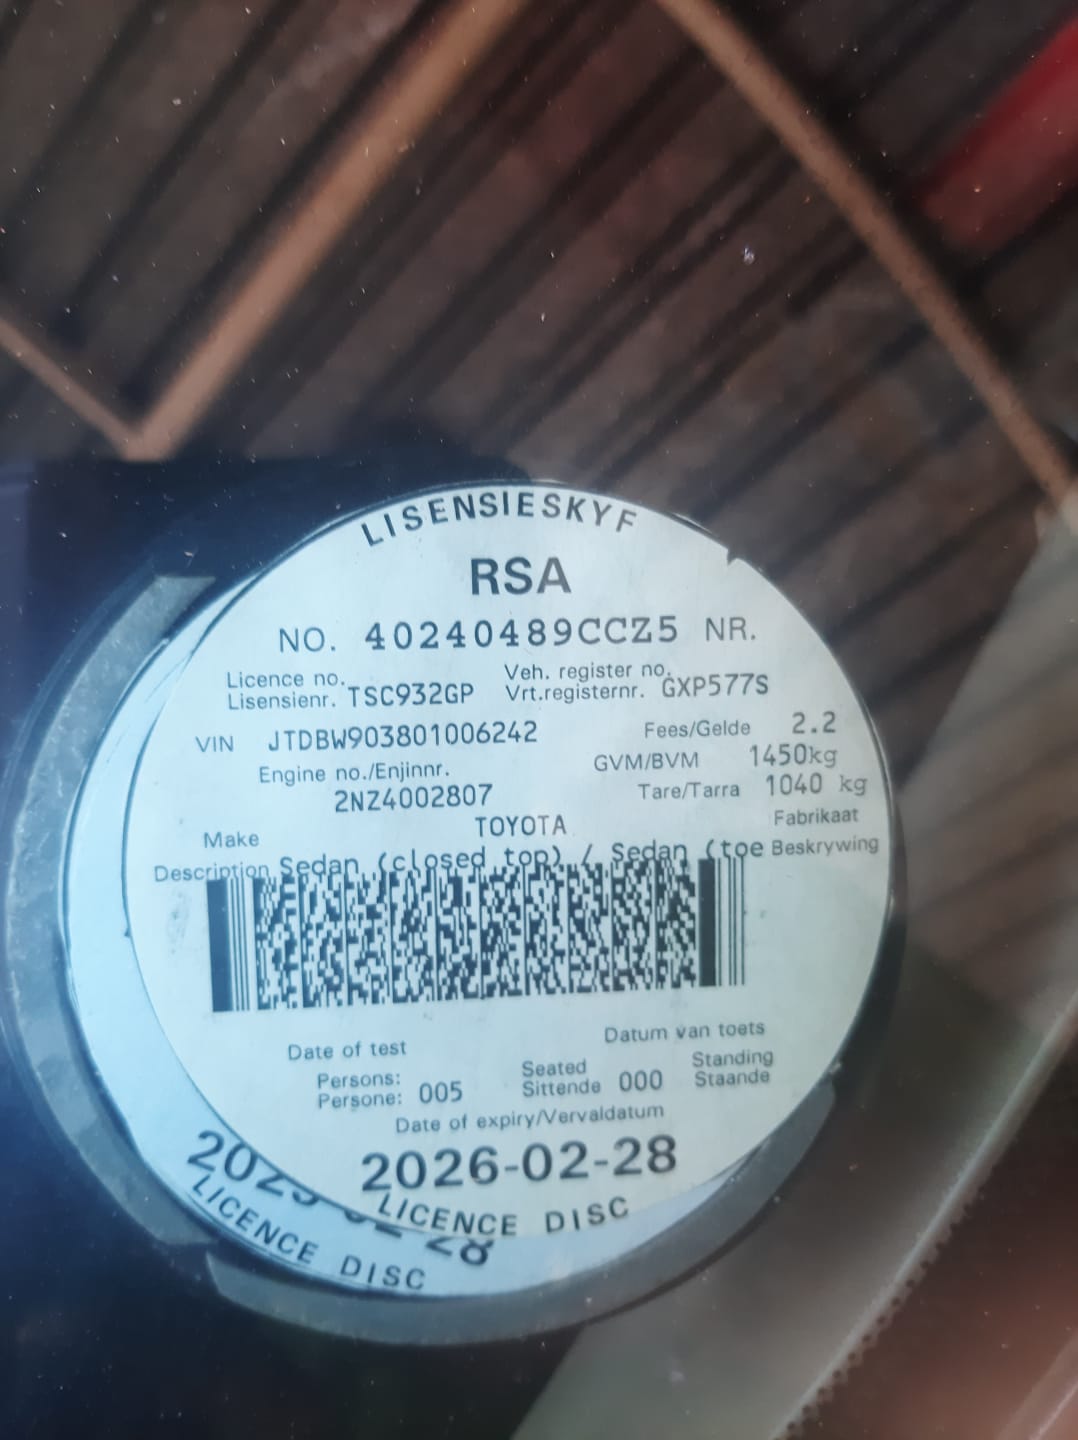 LISENSIESKYF
RSA
NO. 40240489CCZ5 NR.
Licence no. Veh. register no.
Lisensienr. TSC932GP Vrt.registernr. GXP577S
VIN JTDBW903801006242 Fees/Gelde 2.2
Engine no./Enjinnr. GVM/BVM 1450kg
2NZ4002807 Tare/Tarra 1040 kg
Make TOYOTA Fabrikaat
Description Sedan (closed top) / Sedan (toe Beskrywing
Date of test Datum van toets
Persons: Seated Standing
Persone: 005 Sittende 000 Staande
Date of expiry/Vervaldatum
2026-02-28
LICENCE DISC
28
LICENCE DISC